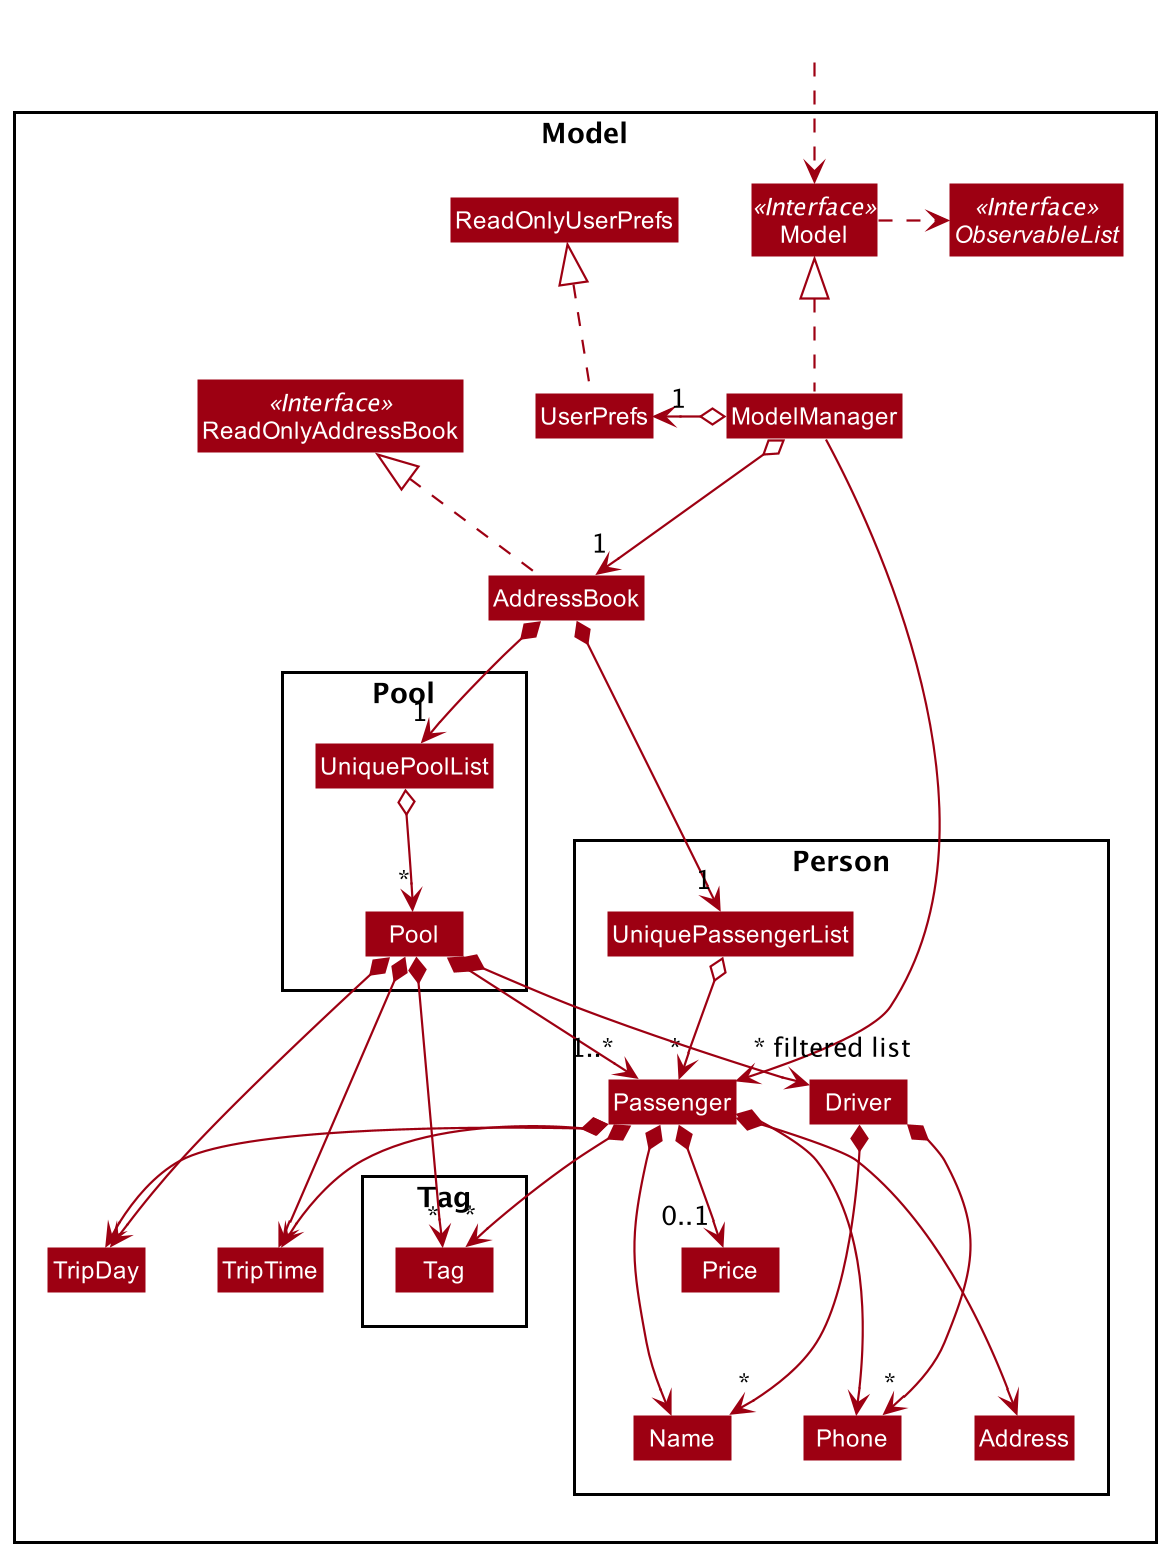 Model
«Interface»
Model
«Interface»
ObservableList
ReadOnlyUserPrefs
«Interface»
ReadOnlyAddressBook
UserPrefs
1
ModelManager
1
AddressBook
Pool
1
UniquePoolList
*
Pool
Person
1
UniquePassengerList
1..*
*
* filtered list
Passenger
Driver
Tag
*
*
0..1
TripDay
TripTime
Tag
Price
*
*
Name
Phone
Address